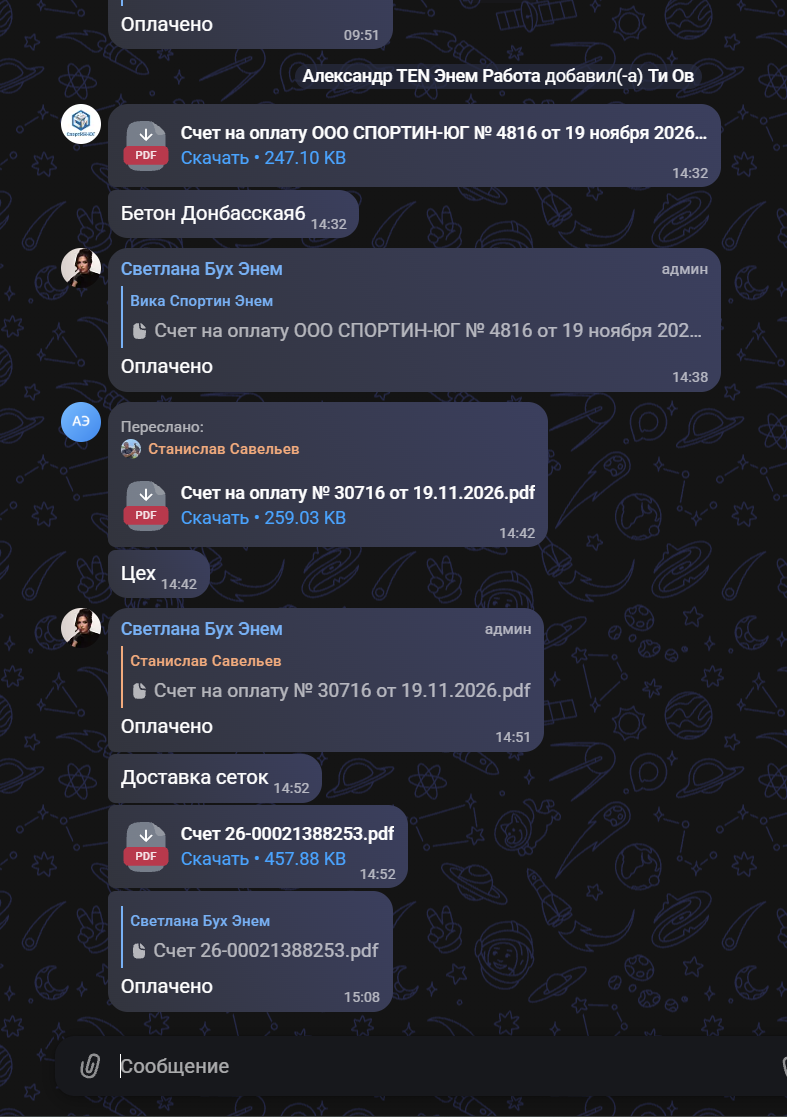 Оплачено
09:51
Александр TEN Энем Работа добавил(-а) Ти Ов
Счет на оплату ООО СПОРТИН-ЮГ № 4816 от 19 ноября 2026...
PDF
Скачать • 247.10 KB
14:32
Бетон Донбасская6 14:32
Светлана Бух Энем админ
Вика Спортин Энем
Счет на оплату ООО СПОРТИН-ЮГ № 4816 от 19 ноября 202...
Оплачено
14:38
АЭ
Переслано:
Станислав Савельев
Счет на оплату № 30716 от 19.11.2026.pdf
PDF
Скачать • 259.03 KB
14:42
Цех 14:42
Светлана Бух Энем админ
Станислав Савельев
Счет на оплату № 30716 от 19.11.2026.pdf
Оплачено
14:51
Доставка сеток 14:52
Счет 26-00021388253.pdf
PDF
Скачать • 457.88 KB
14:52
Светлана Бух Энем
Счет 26-00021388253.pdf
Оплачено
15:08
Сообщение